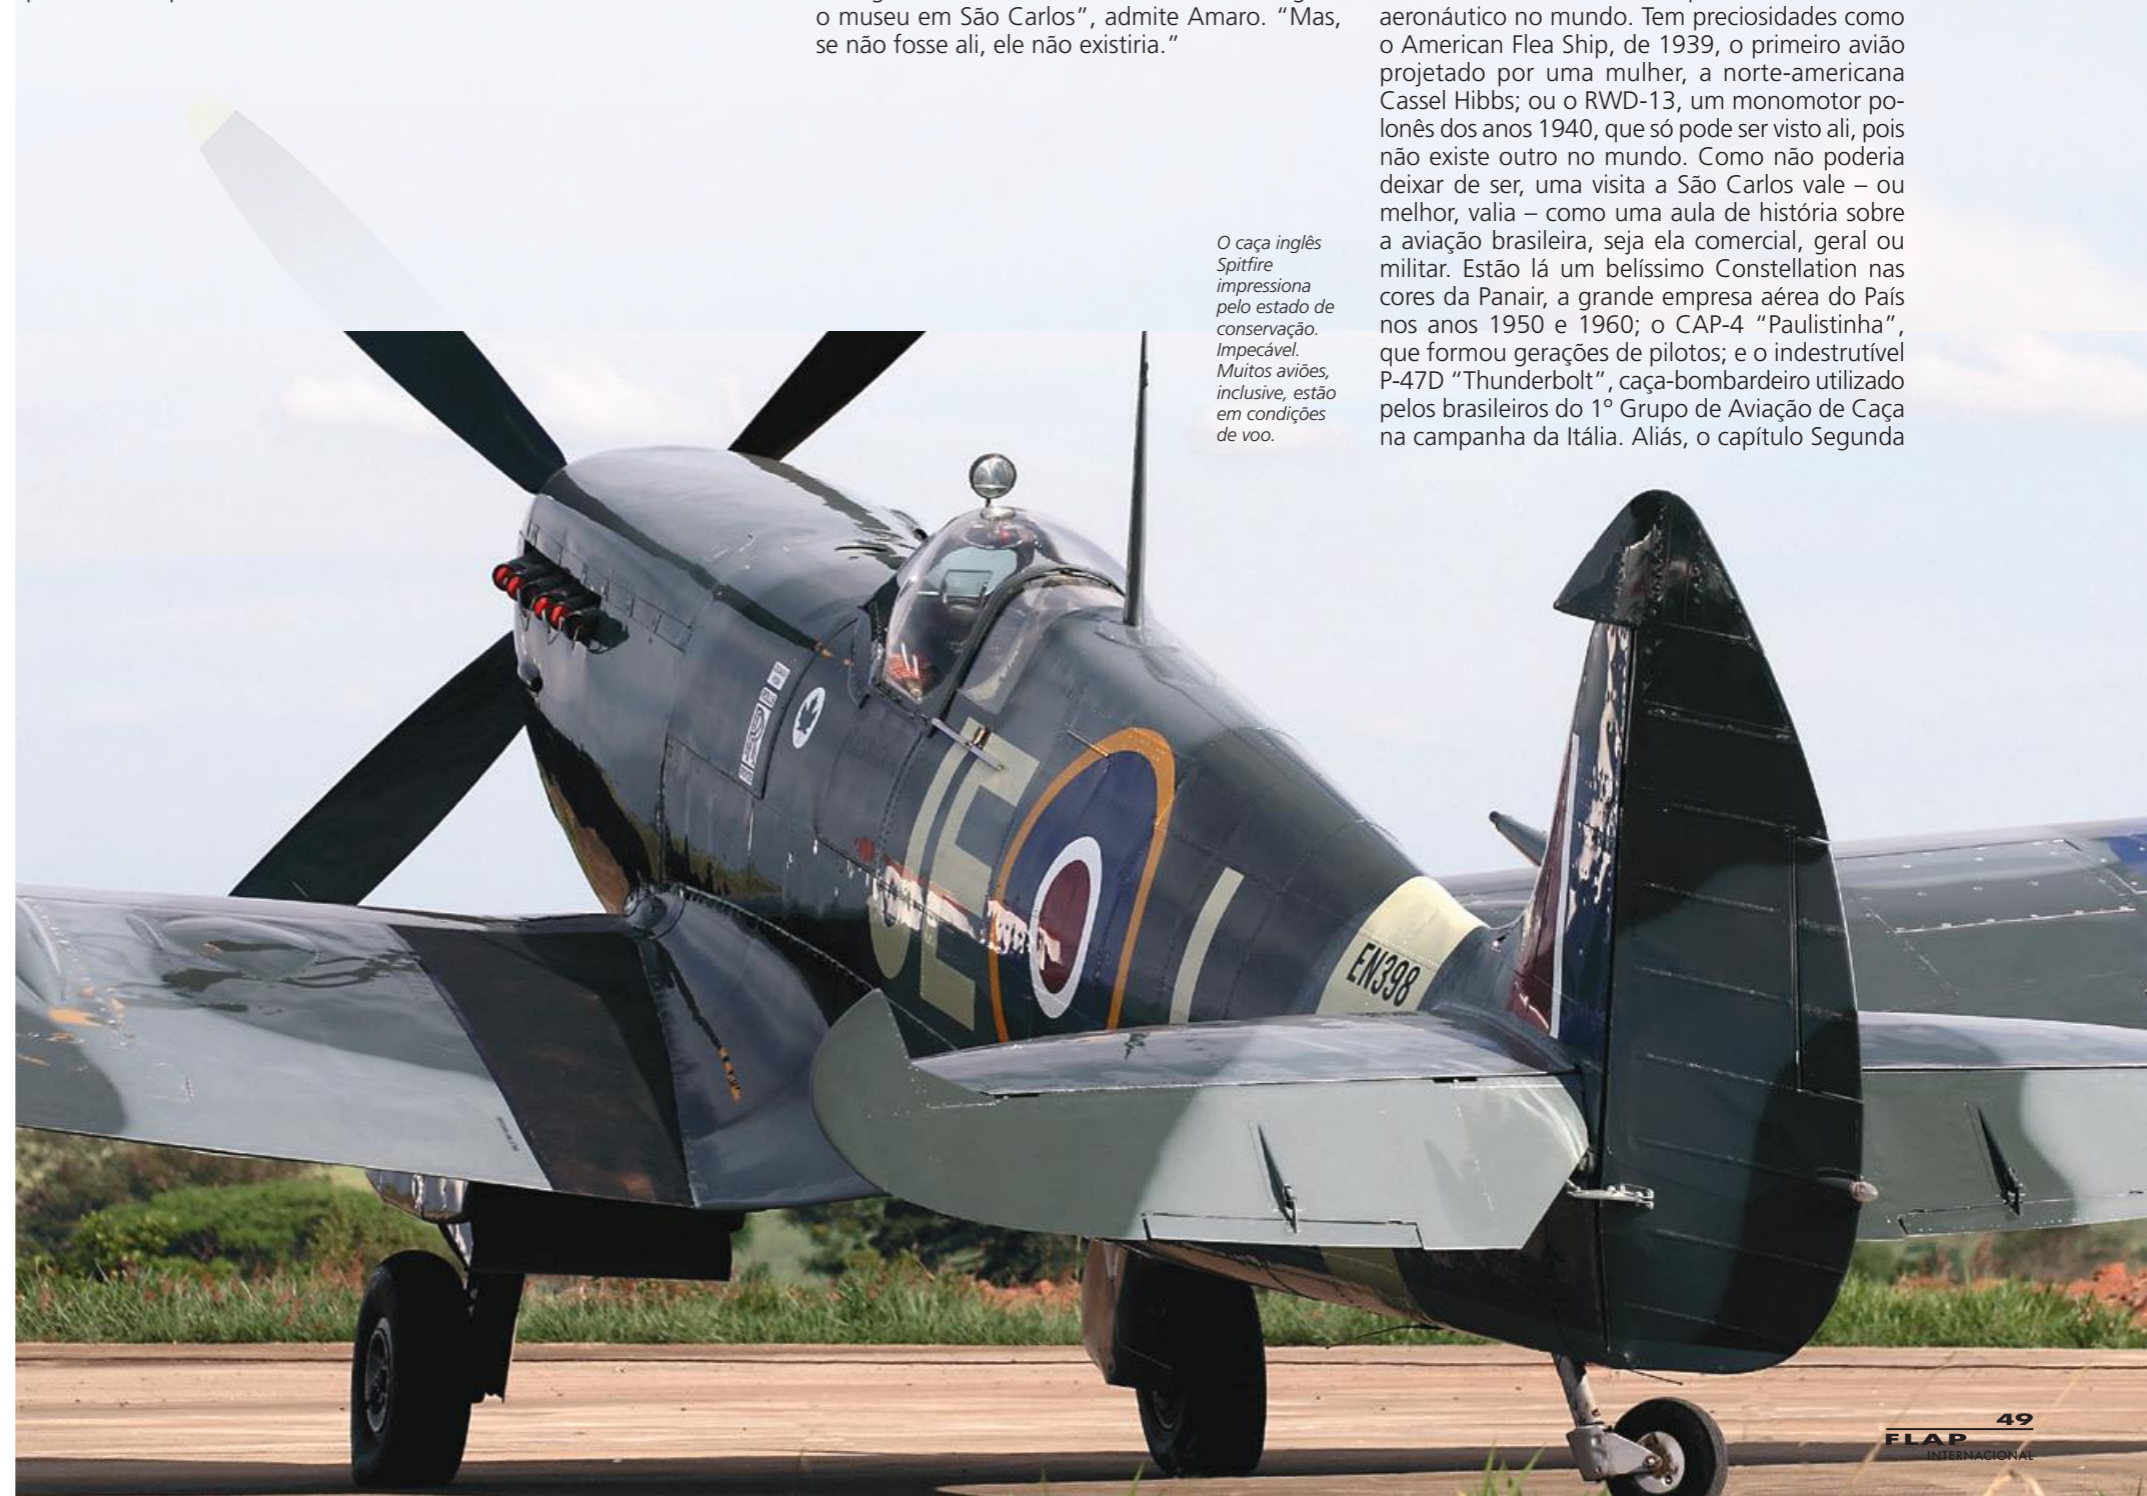 o museu em São Carlos”, admite Amaro. “Mas,
se não fosse ali, ele não existiria.”
O caça inglês
Spitfire
impressiona
pelo estado de
conservação.
Impecável.
Muitos aviões,
inclusive, estão
em condições
de voo.
aeronáutico no mundo. Tem preciosidades como
o American Flea Ship, de 1939, o primeiro avião
projetado por uma mulher, a norte-americana
Cassel Hibbs; ou o RWD-13, um monomotor po-
lonês dos anos 1940, que só pode ser visto ali, pois
não existe outro no mundo. Como não poderia
deixar de ser, uma visita a São Carlos vale – ou
melhor, valia – como uma aula de história sobre
a aviação brasileira, seja ela comercial, geral ou
militar. Estão lá um belíssimo Constellation nas
cores da Panair, a grande empresa aérea do País
nos anos 1950 e 1960; o CAP-4 “Paulistinha”,
que formou gerações de pilotos; e o indestrutível
P-47D “Thunderbolt”, caça-bombardeiro utilizado
pelos brasileiros do 1º Grupo de Aviação de Caça
na campanha da Itália. Aliás, o capítulo Segunda
JE
EN398
49
FLAP
INTERNACIONAL